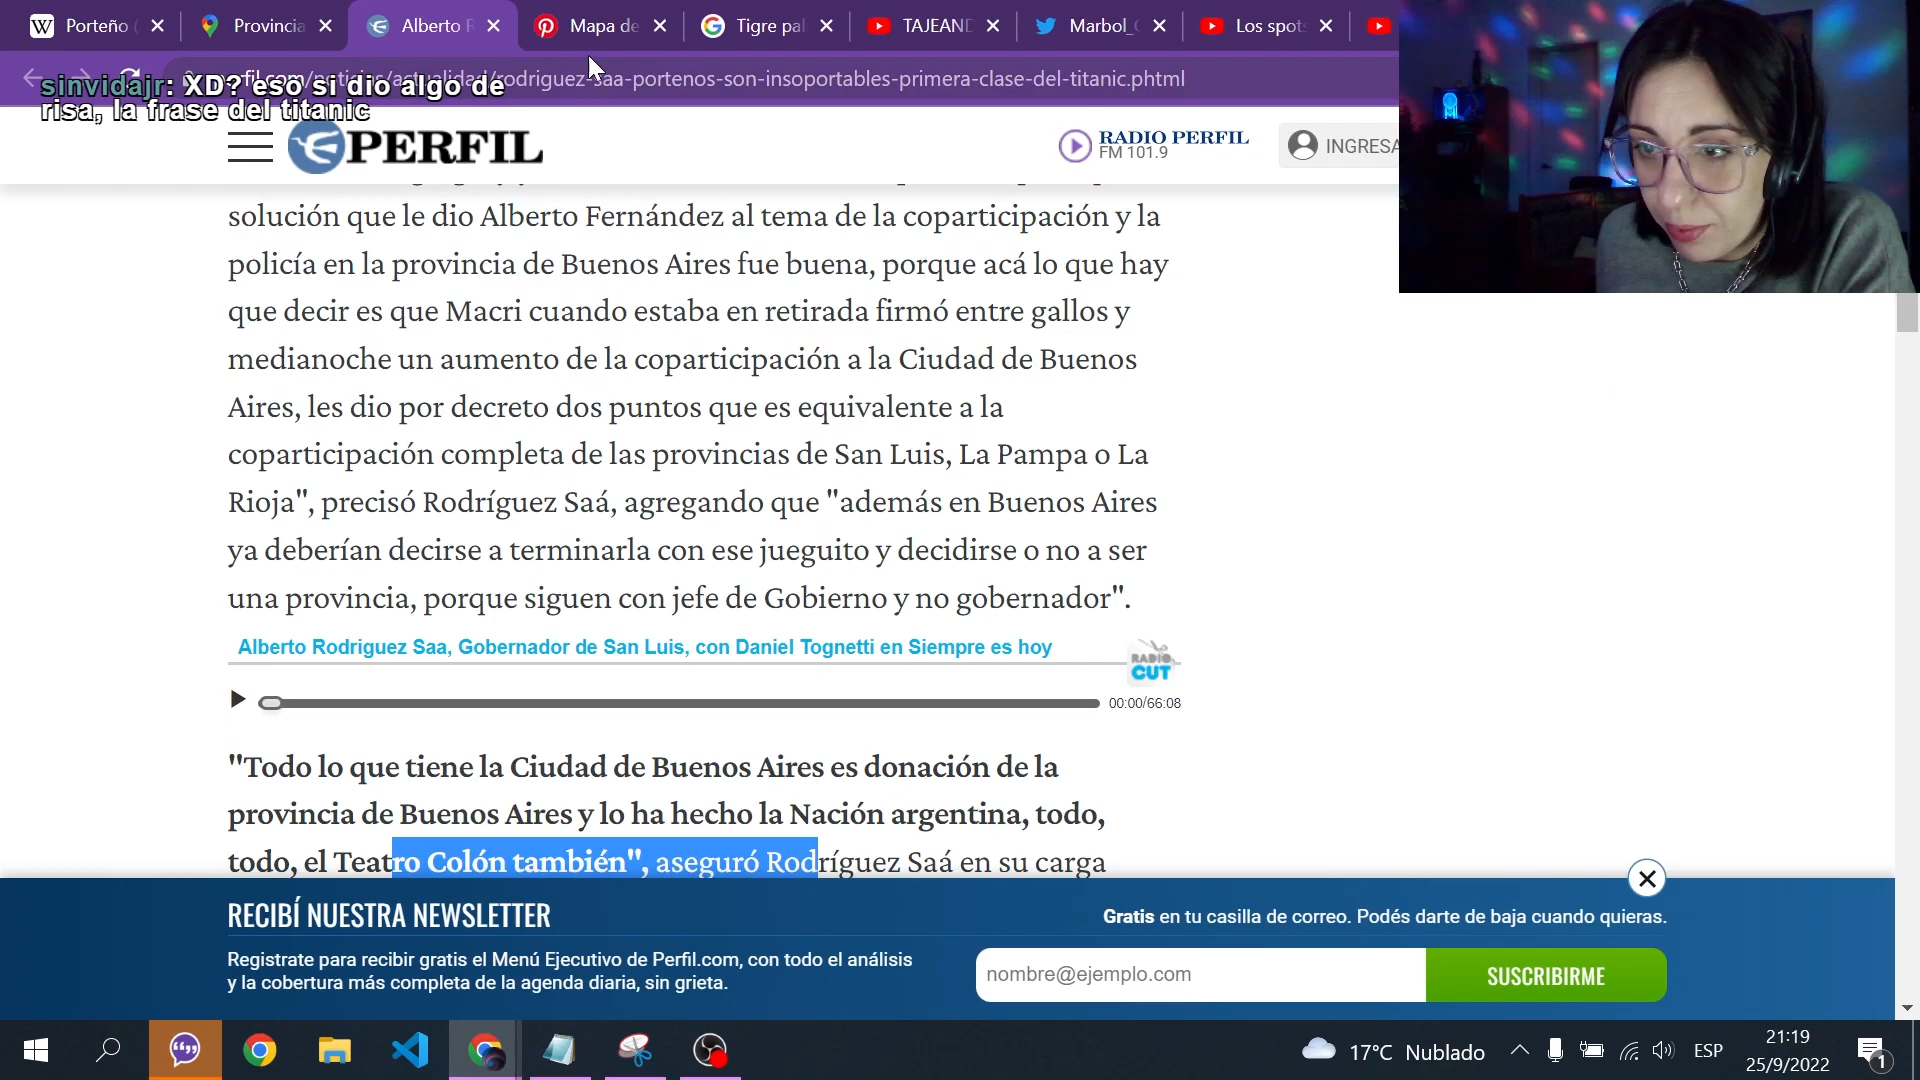 Porteño
Provincia
Alberto R
Mapa de
Tigre pal
TAJEAND
Marbol_
Los spot
rfil.com/noticias/actualidad/rodriguez-saa-portenos-son-insoportables-primera-clase-del-titanic.phtml
sinvidajr: XD? eso si dio algo de
risa, la frase del titanic
PERFIL
RADIO PERFIL
FM 101.9
INGRESA
solución que le dio Alberto Fernández al tema de la coparticipación y la
policía en la provincia de Buenos Aires fue buena, porque acá lo que hay
que decir es que Macri cuando estaba en retirada firmó entre gallos y
medianoche un aumento de la coparticipación a la Ciudad de Buenos
Aires, les dio por decreto dos puntos que es equivalente a la
coparticipación completa de las provincias de San Luis, La Pampa o La
Rioja", precisó Rodríguez Saá, agregando que "además en Buenos Aires
ya deberían decirse a terminarla con ese jueguito y decidirse o no a ser
una provincia, porque siguen con jefe de Gobierno y no gobernador".
Alberto Rodriguez Saa, Gobernador de San Luis, con Daniel Tognetti en Siempre es hoy
RADIO
CUT
00:00/66:08
"Todo lo que tiene la Ciudad de Buenos Aires es donación de la
provincia de Buenos Aires y lo ha hecho la Nación argentina, todo,
todo, el Teatro Colón también", aseguró Rodríguez Saá en su carga
RECIBÍ NUESTRA NEWSLETTER
Gratis en tu casilla de correo. Podés darte de baja cuando quieras.
Registrate para recibir gratis el Menú Ejecutivo de Perfil.com, con todo el análisis
y la cobertura más completa de la agenda diaria, sin grieta.
nombre@ejemplo.com
SUSCRIBIRME
17°C Nublado
ESP
21:19
25/9/2022
1